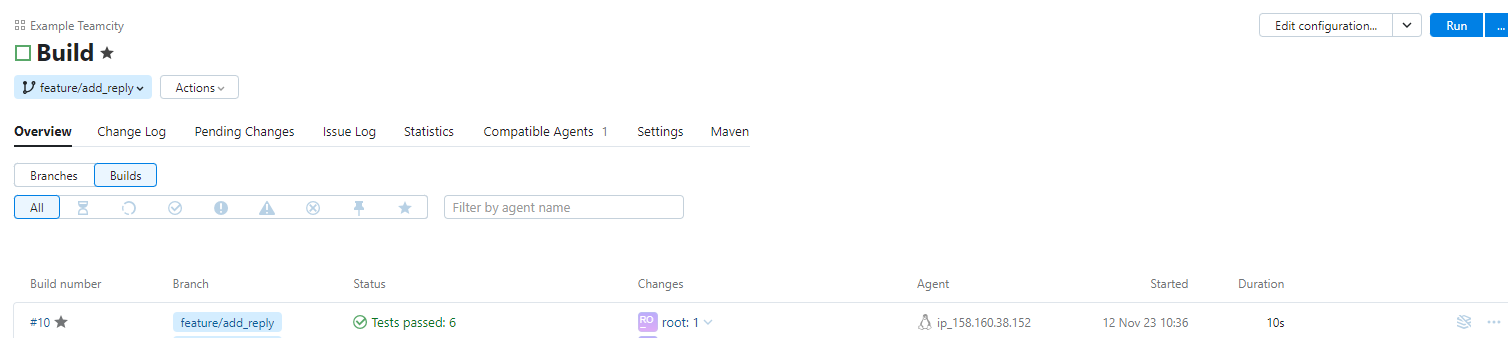 Example Teamcity
Edit configuration...
Run
...
Build
feature/add_reply
Actions
Overview Change Log Pending Changes Issue Log Statistics Compatible Agents 1 Settings Maven
Branches Builds
All
Filter by agent name
Build number Branch Status Changes Agent Started Duration
#10 feature/add_reply Tests passed: 6 RO root: 1 ip_158.160.38.152 12 Nov 23 10:36 10s